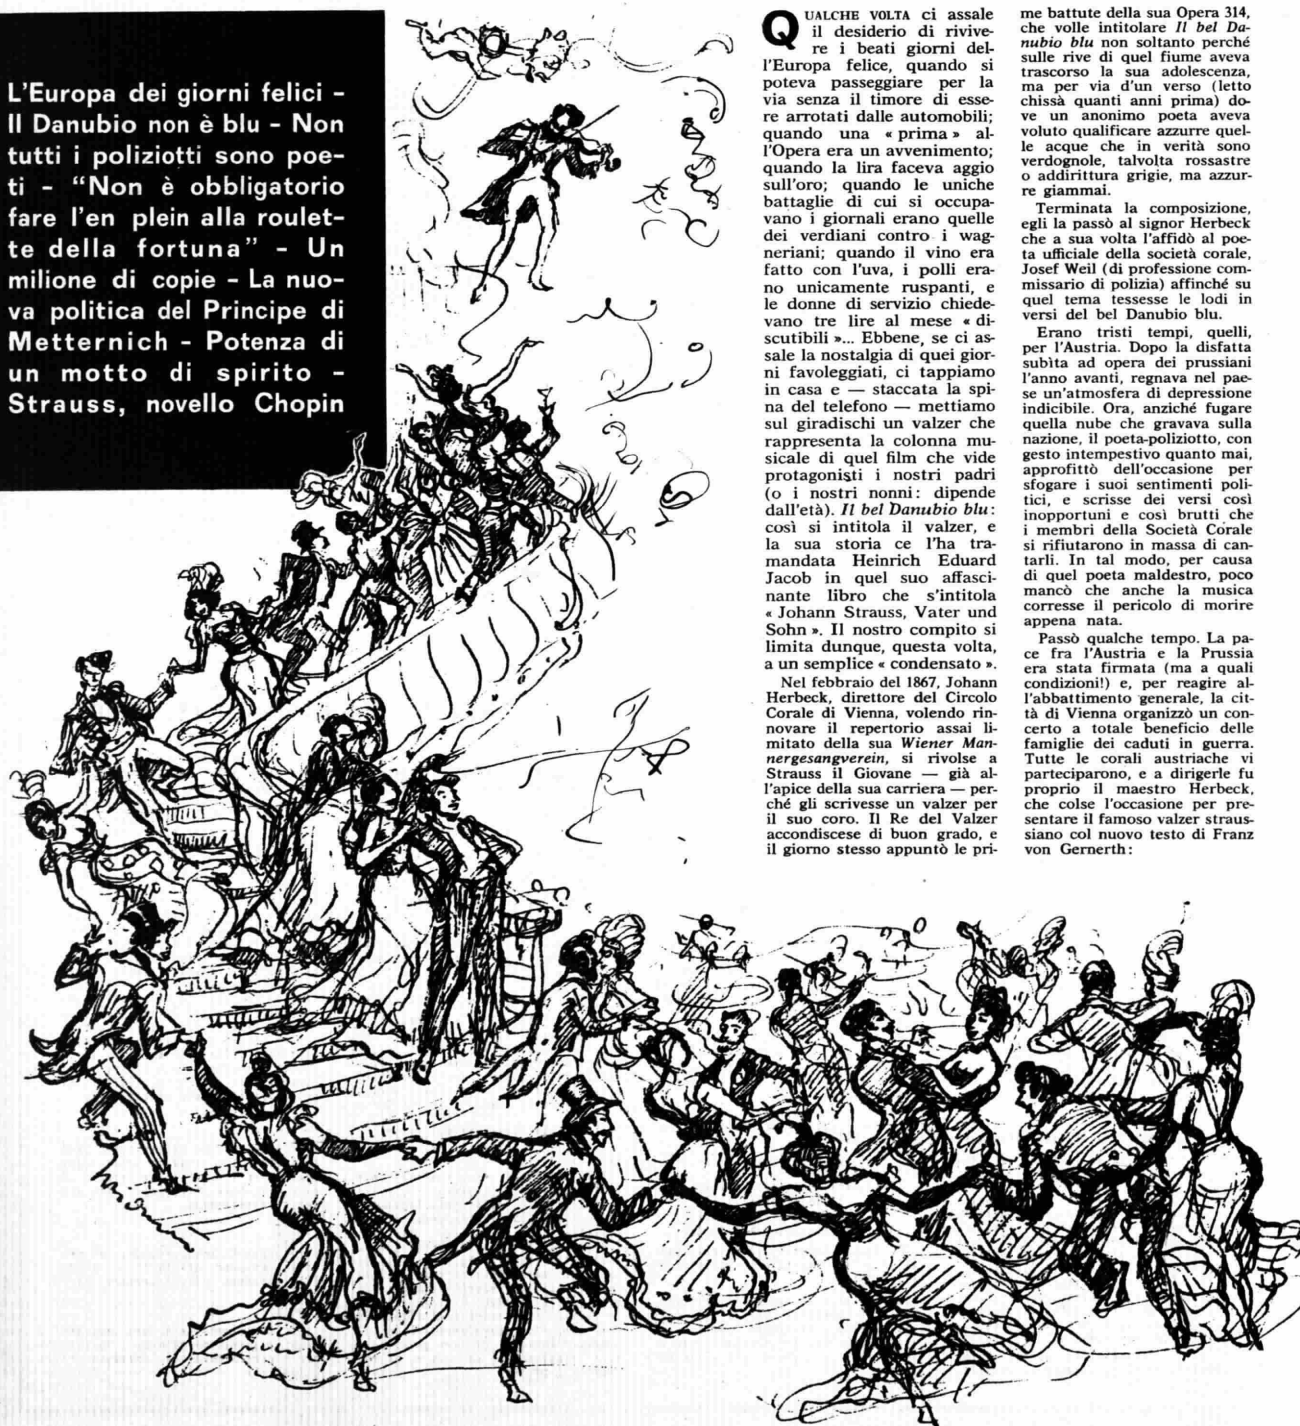 L'Europa dei giorni felici -
Il Danubio non è blu - Non
tutti i poliziotti sono poe-
ti - “Non è obbligatorio
fare l'en plein alla roulet-
te della fortuna” - Un
milione di copie - La nuo-
va politica del Principe di
Metternich - Potenza di
un motto di spirito -
Strauss, novello Chopin
QUALCHE VOLTA ci assale
il desiderio di rivive-
re i beati giorni del-
l'Europa felice, quando si
poteva passeggiare per la
via senza il timore di esse-
re arrotati dalle automobili;
quando una « prima » al-
l'Opera era un avvenimento;
quando la lira faceva aggio
sull'oro; quando le uniche
battaglie di cui si occupa-
vano i giornali erano quelle
dei verdiani contro i wag-
neriani; quando il vino era
fatto con l'uva, i polli era-
no unicamente ruspanti, e
le donne di servizio chiede-
vano tre lire al mese « di-
scutibili »... Ebbene, se ci as-
sale la nostalgia di quei gior-
ni favoleggiati, ci tappiamo
in casa e — staccata la spi-
na del telefono — mettiamo
sul giradischi un valzer che
rappresenta la colonna mu-
sicale di quel film che vide
protagonisti i nostri padri
(o i nostri nonni: dipende
dall'età). Il bel Danubio blu:
così si intitola il valzer, e
la sua storia ce l'ha tra-
mandata Heinrich Eduard
Jacob in quel suo affasci-
nante libro che s'intitola
« Johann Strauss, Vater und
Sohn ». Il nostro compito si
limita dunque, questa volta,
a un semplice « condensato ».
Nel febbraio del 1867, Johann
Herbeck, direttore del Circolo
Corale di Vienna, volendo rin-
novare il repertorio assai li-
mitato della sua Wiener Man-
nergesangverein, si rivolse a
Strauss il Giovane — già al-
l'apice della sua carriera — per-
ché gli scrivesse un valzer per
il suo coro. Il Re del Valzer
accondiscese di buon grado, e
il giorno stesso appuntò le pri-
me battute della sua Opera 314,
che volle intitolare Il bel Da-
nubio blu non soltanto perché
sulle rive di quel fiume aveva
trascorso la sua adolescenza,
ma per via d'un verso (letto
chissà quanti anni prima) do-
ve un anonimo poeta aveva
voluto qualificare azzurre quel-
le acque che in verità sono
verdognole, talvolta rossastre
o addirittura grigie, ma azzur-
re giammai.
Terminata la composizione,
egli la passò al signor Herbeck
che a sua volta l'affidò al poe-
ta ufficiale della società corale,
Josef Weil (di professione com-
missario di polizia) affinché su
quel tema tessesse le lodi in
versi del bel Danubio blu.
Erano tristi tempi, quelli,
per l'Austria. Dopo la disfatta
subìta ad opera dei prussiani
l'anno avanti, regnava nel pae-
se un'atmosfera di depressione
indicibile. Ora, anziché fugare
quella nube che gravava sulla
nazione, il poeta-poliziotto, con
gesto intempestivo quanto mai,
approfittò dell'occasione per
sfogare i suoi sentimenti poli-
tici, e scrisse dei versi così
inopportuni e così brutti che
i membri della Società Corale
si rifiutarono in massa di can-
tarli. In tal modo, per causa
di quel poeta maldestro, poco
mancò che anche la musica
corresse il pericolo di morire
appena nata.
Passò qualche tempo. La pa-
ce fra l'Austria e la Prussia
era stata firmata (ma a quali
condizioni!) e, per reagire al-
l'abbattimento generale, la cit-
tà di Vienna organizzò un con-
certo a totale beneficio delle
famiglie dei caduti in guerra.
Tutte le corali austriache vi
parteciparono, e a dirigerle fu
proprio il maestro Herbeck,
che colse l'occasione per pre-
sentare il famoso valzer straus-
siano col nuovo testo di Franz
von Gernerth: